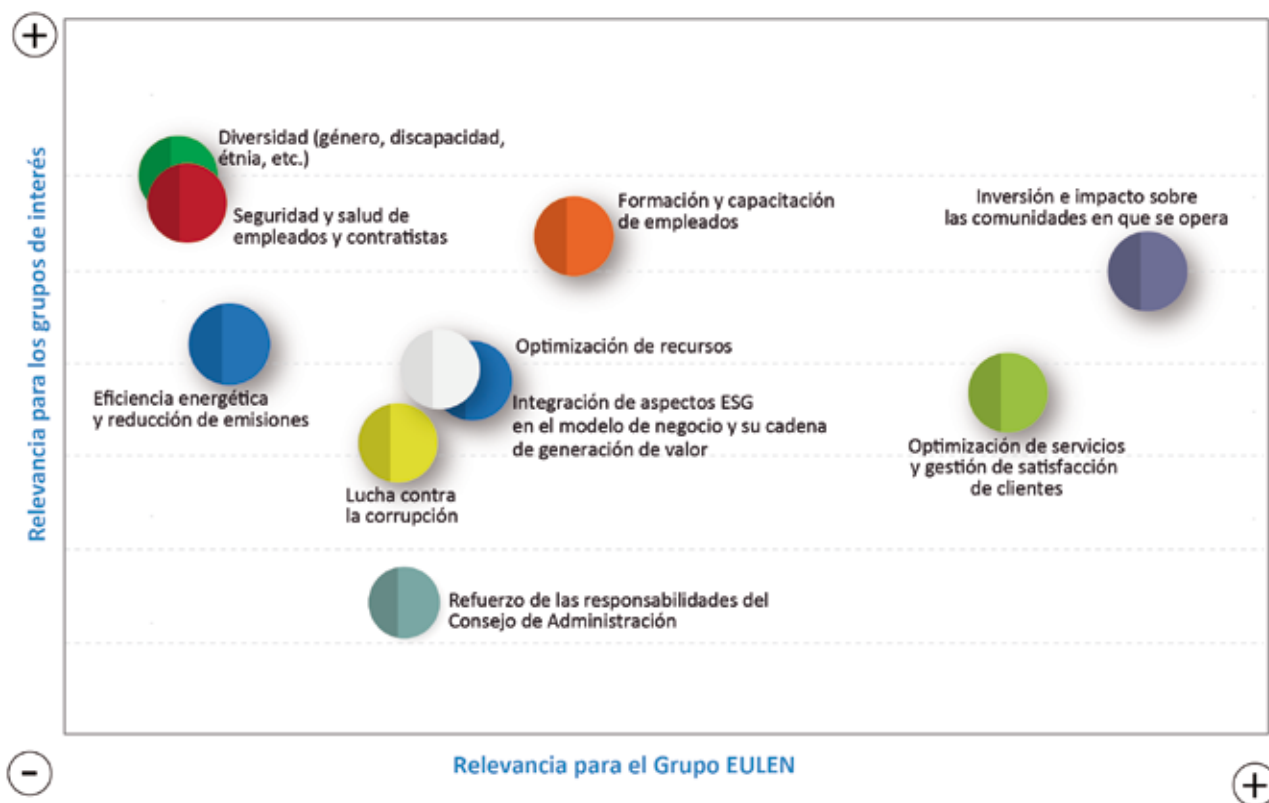 +
Relevancia para los grupos de interés
Diversidad (género, discapacidad,
étnia, etc.)
Seguridad y salud de
empleados y contratistas
Formación y capacitación
de empleados
Inversión e impacto sobre
las comunidades en que se opera
Eficiencia energética
y reducción de emisiones
Optimización de recursos
Integración de aspectos ESG
en el modelo de negocio y su cadena
de generación de valor
Optimización de servicios
y gestión de satisfacción
de clientes
Lucha contra
la corrupción
Refuerzo de las responsabilidades del
Consejo de Administración
-
Relevancia para el Grupo EULEN
+